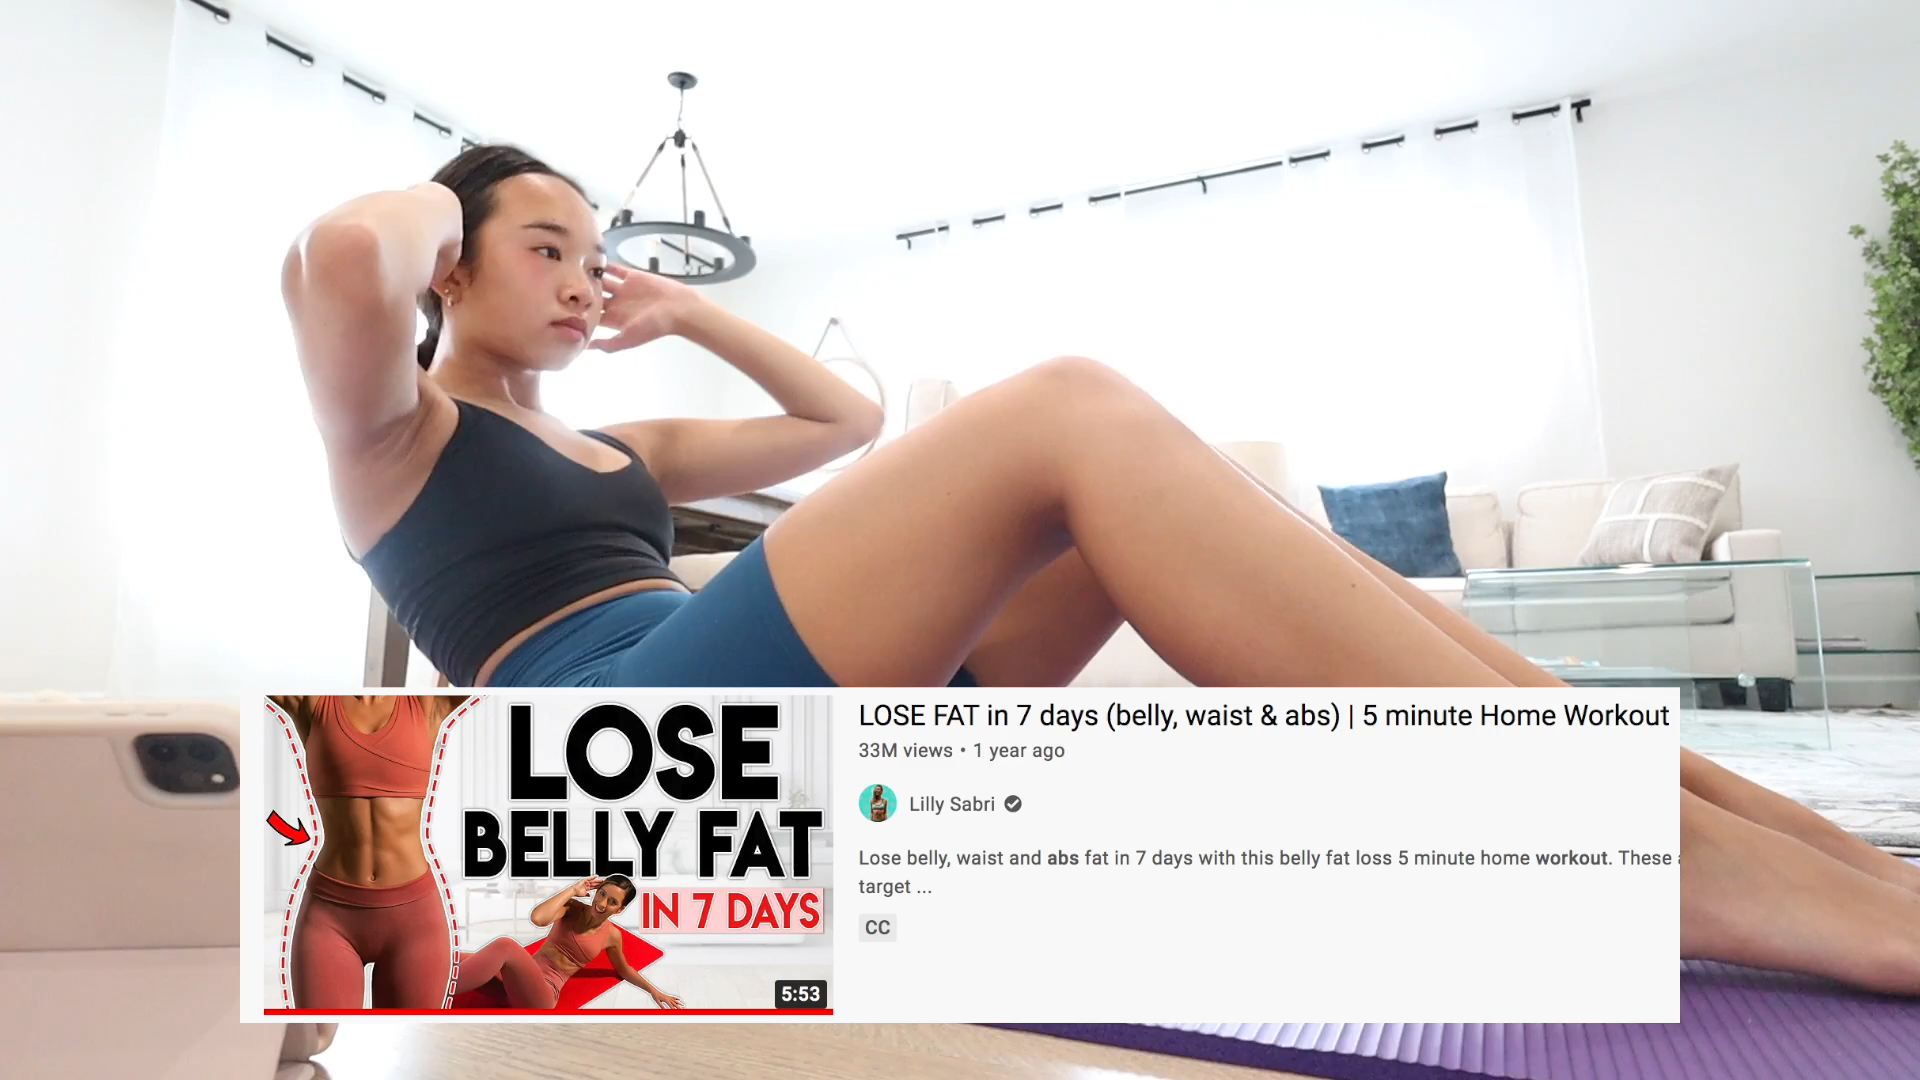 LOSE
BELLY FAT
IN 7 DAYS
5:53
LOSE FAT in 7 days (belly, waist & abs) | 5 minute Home Workout
33M views • 1 year ago
Lilly Sabri
Lose belly, waist and abs fat in 7 days with this belly fat loss 5 minute home workout. These
target ...
CC